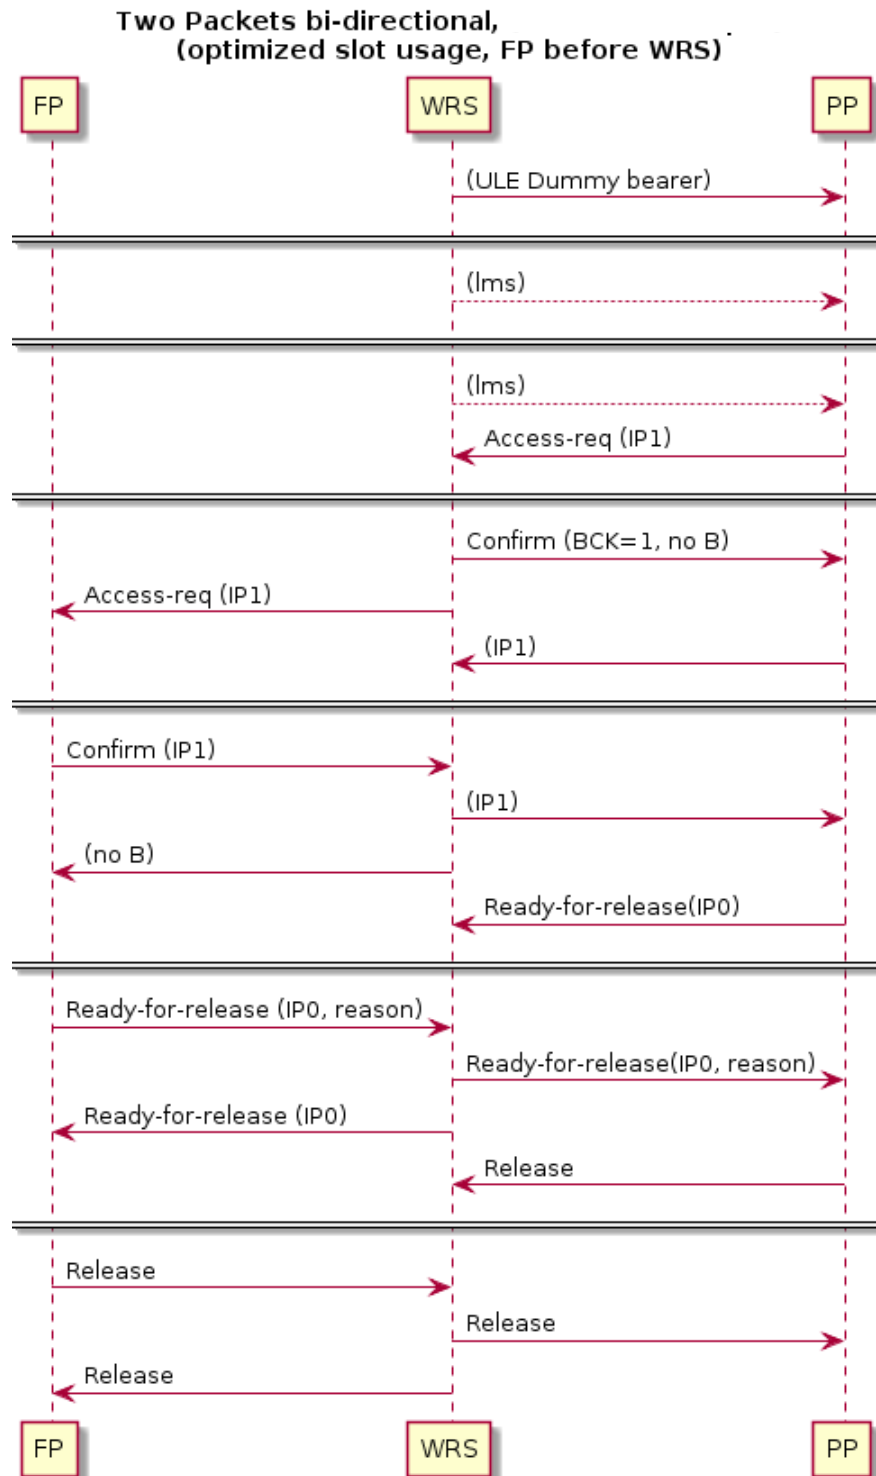 Two Packets bi-directional,
(optimized slot usage, FP before WRS)
FP WRS PP
(ULE Dummy bearer)
(lms)
(lms)
Access-req (IP1)
Confirm (BCK=1, no B)
Access-req (IP1)
(IP1)
Confirm (IP1)
(IP1)
(no B)
Ready-for-release(IP0)
Ready-for-release (IP0, reason)
Ready-for-release(IP0, reason)
Ready-for-release (IP0)
Release
Release
Release
Release
FP WRS PP